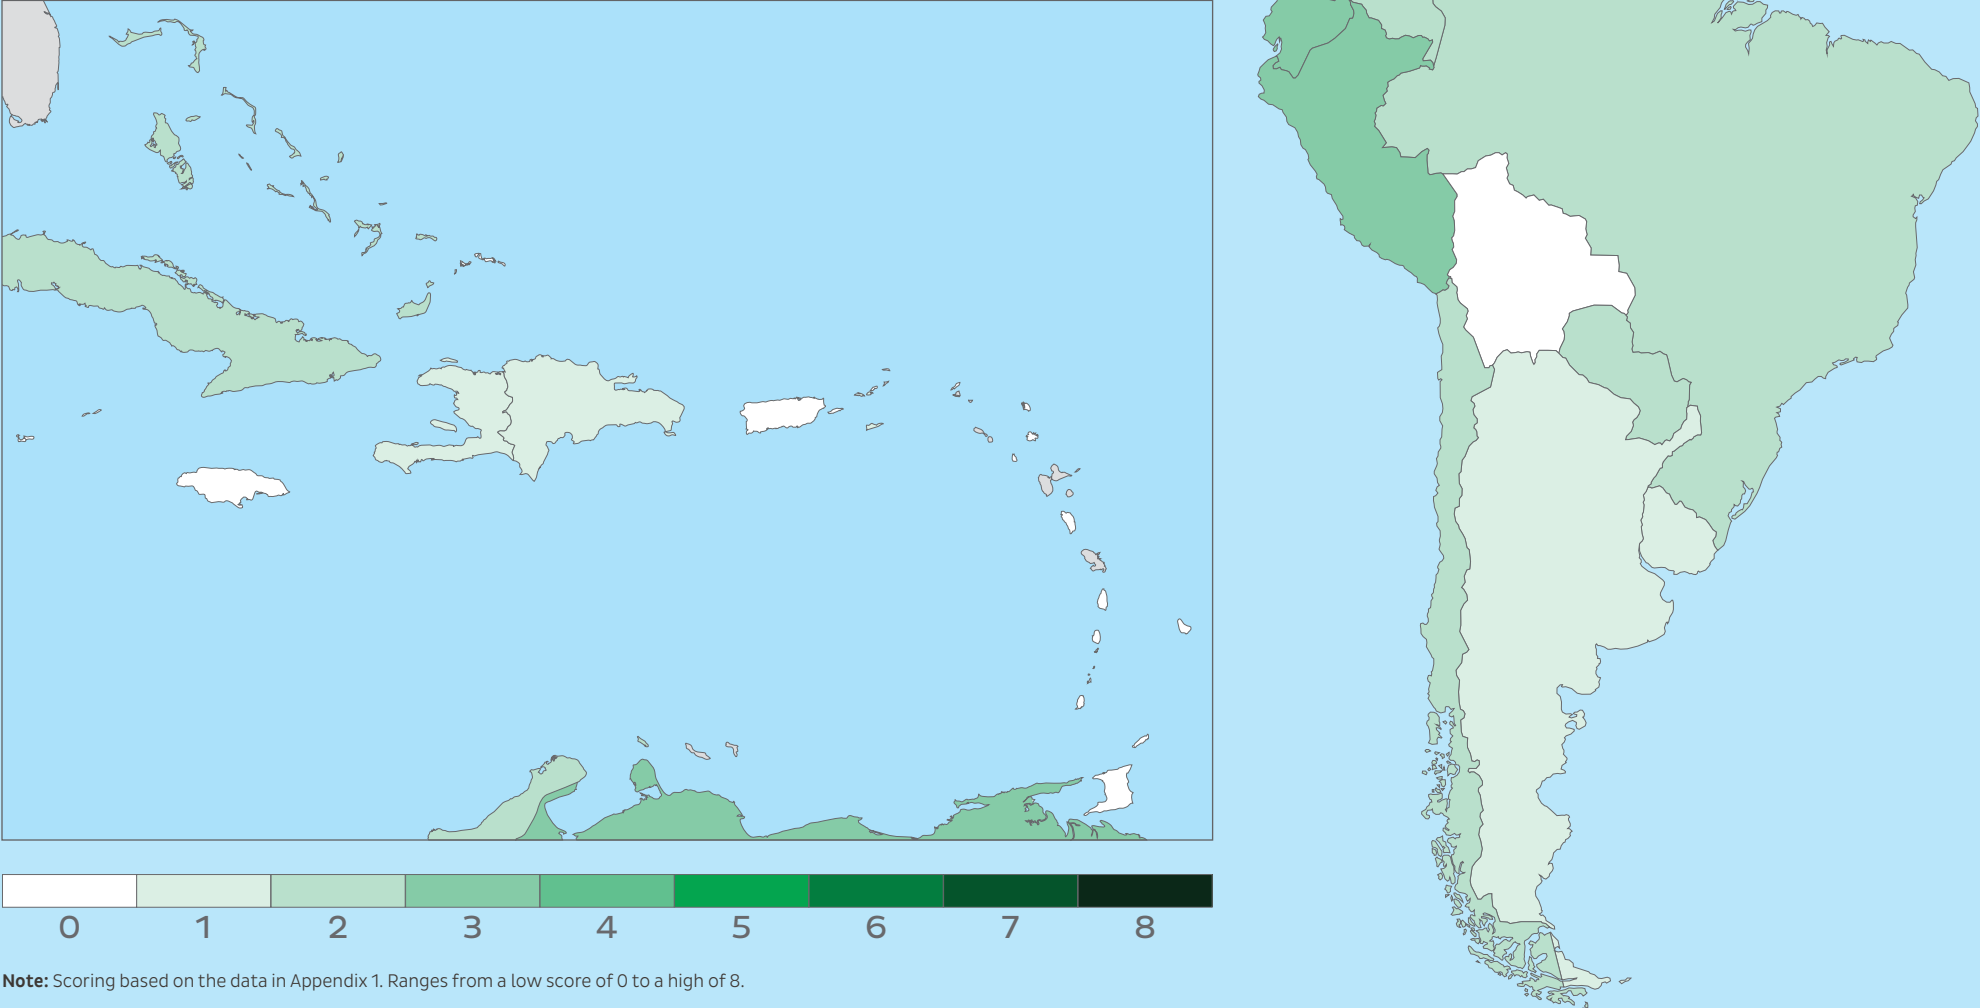 0 1 2 3 4 5 6 7 8
Note: Scoring based on the data in Appendix 1. Ranges from a low score of 0 to a high of 8.